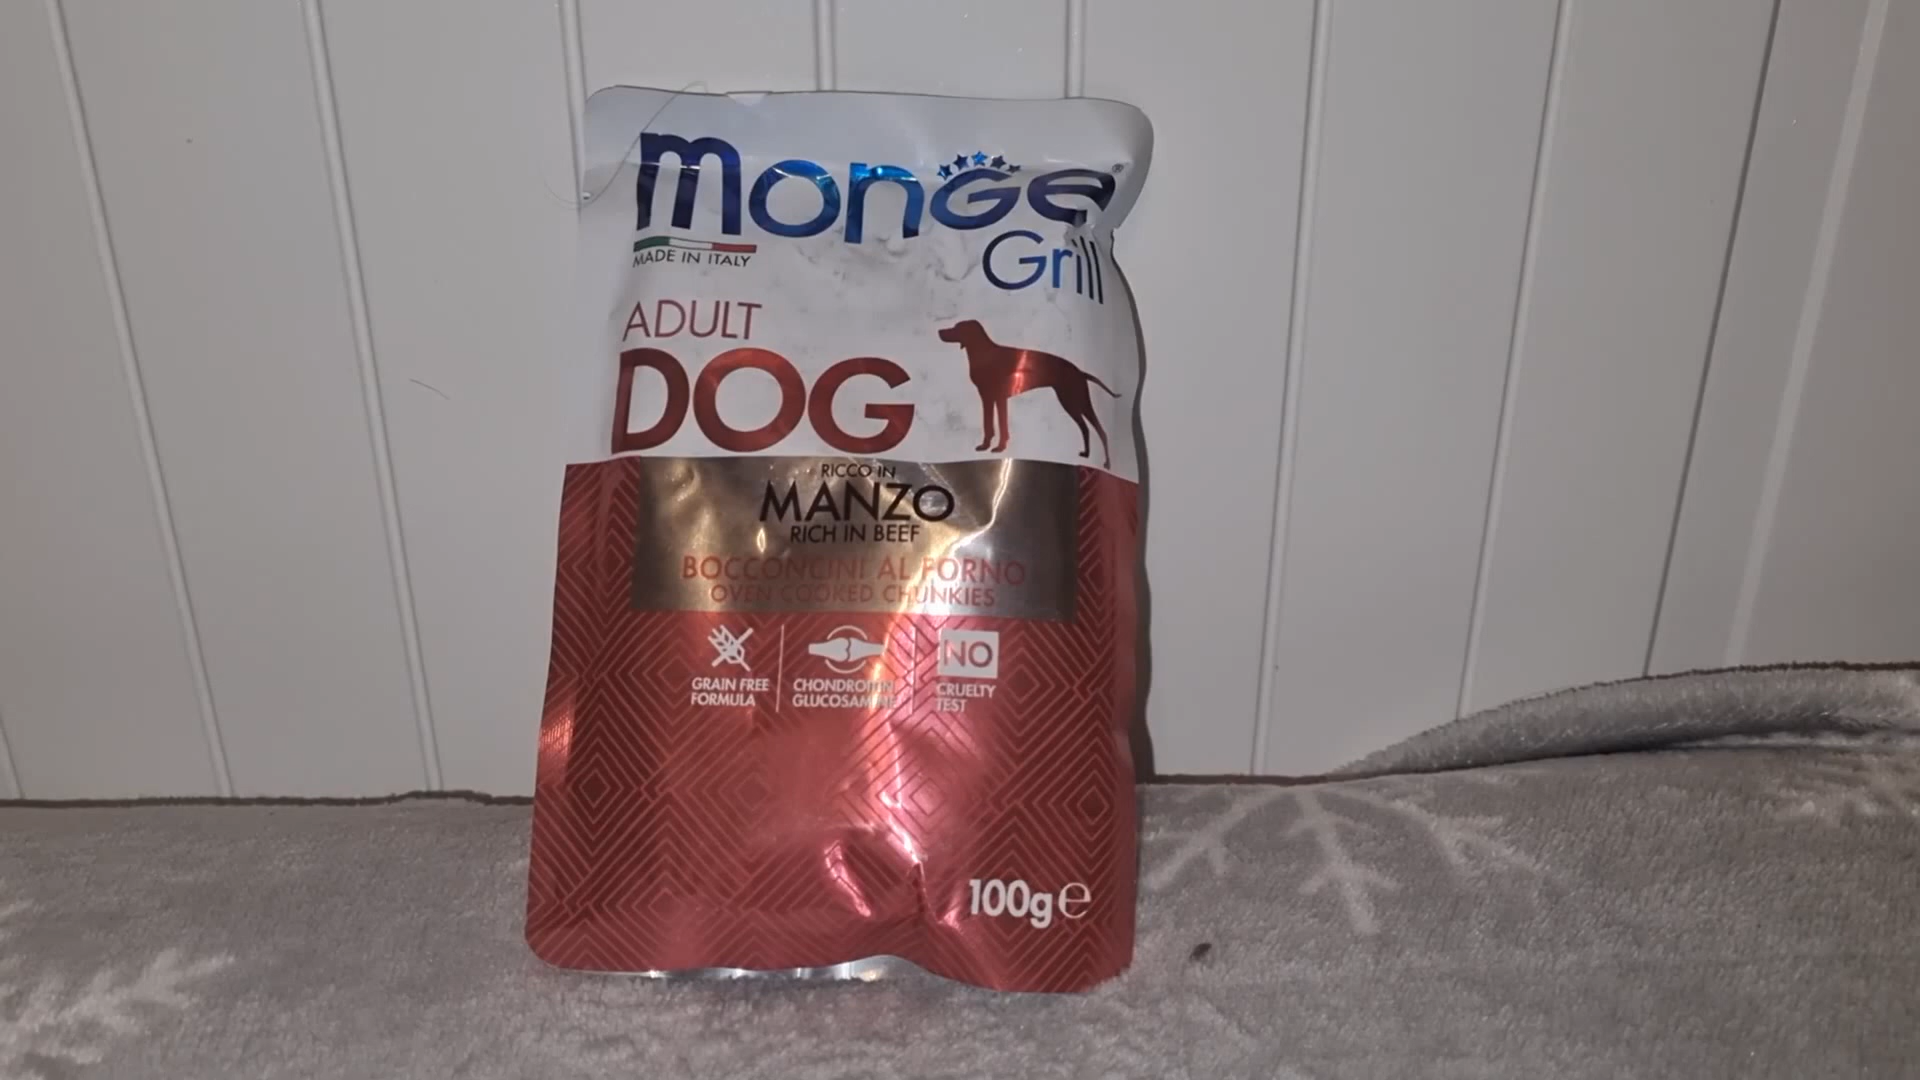 monge®
Grill
MADE IN ITALY
ADULT
DOG
RICCO IN
MANZO
RICH IN BEEF
BOCCONCINI AL FORNO
OVEN COOKED CHUNKIES
GRAIN FREE
FORMULA
CHONDROITIN
GLUCOSAMINE
NO
CRUELTY
TEST
100g℮